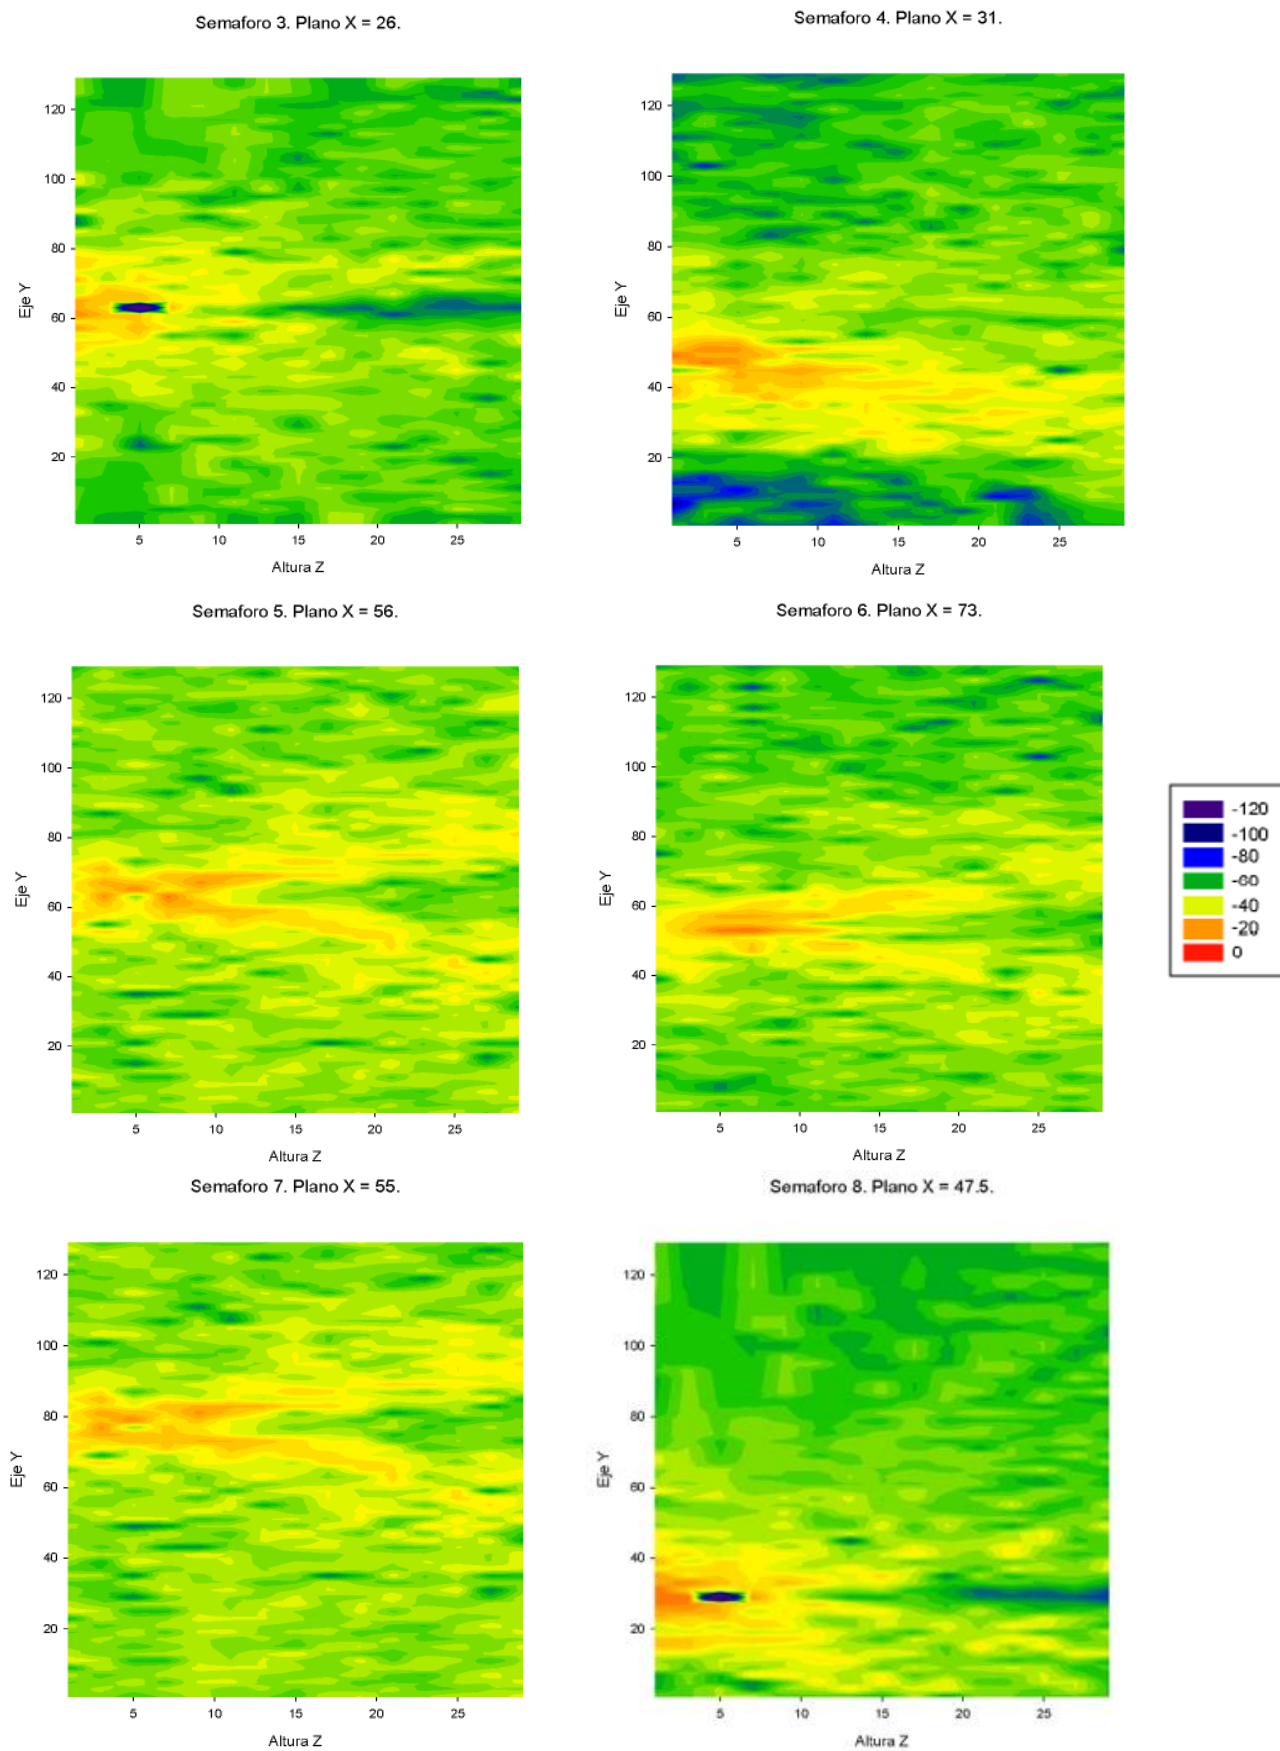 Semaforo 3. Plano X = 26.
Semaforo 4. Plano X = 31.
120
100
80
60
40
20
Eje Y
5 10 15 20 25
Altura Z
120
100
80
60
40
20
Eje Y
5 10 15 20 25
Altura Z
Semaforo 5. Plano X = 56.
Semaforo 6. Plano X = 73.
120
100
80
60
40
20
Eje Y
5 10 15 20 25
Altura Z
120
100
80
60
40
20
Eje Y
5 10 15 20 25
Altura Z
-120
-100
-80
-60
-40
-20
0
Semaforo 7. Plano X = 55.
Semaforo 8. Plano X = 47.5.
120
100
80
60
40
20
Eje Y
5 10 15 20 25
Altura Z
120
100
80
60
40
20
Eje Y
5 10 15 20 25
Altura Z